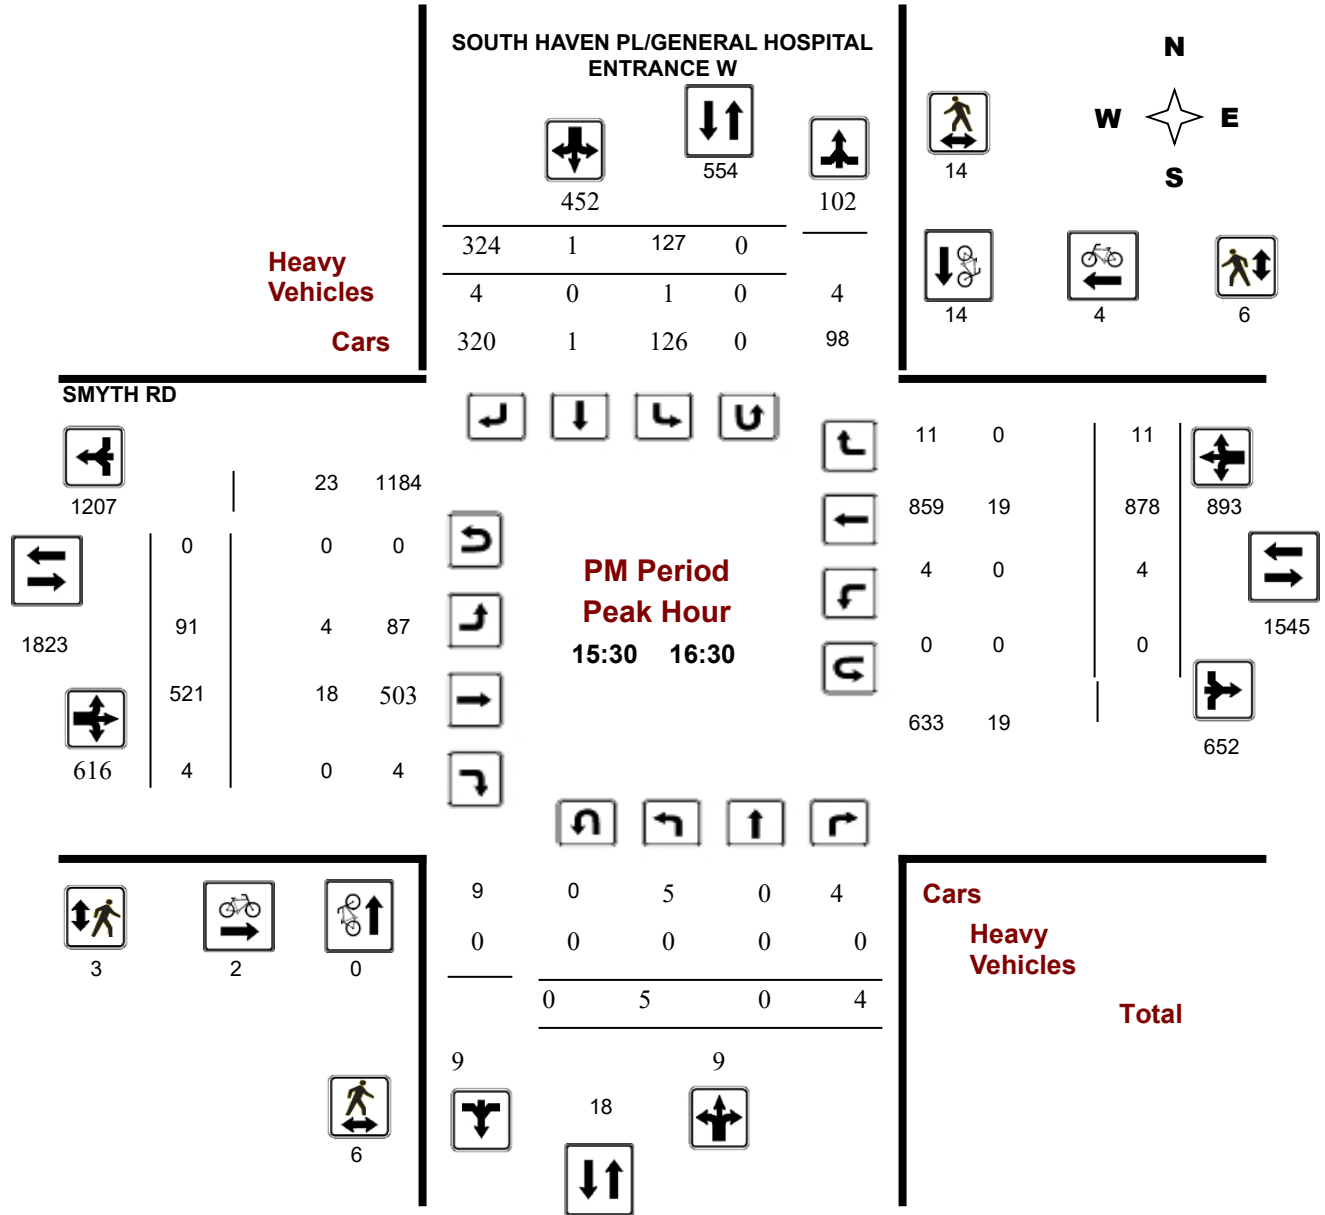 SOUTH HAVEN PL/GENERAL HOSPITAL
ENTRANCE W
N
W E
S
554
14
452
102
324 1 127 0
Heavy
Vehicles
4 0 1 0 4
14 4 6
Cars
320 1 126 0 98
SMYTH RD
11 0 11
23 1184
1207
859 19 878 893
0 0 0
PM Period
4 0 4
Peak Hour
91 4 87
1823
15:30 16:30
1545
0 0 0
521 18 503
633 19
652
616
4 0 4
9 0 5 0 4
Cars
0 0 0 0 0
Heavy
Vehicles
3 2 0
0 5 0 4
Total
9 9
18
6